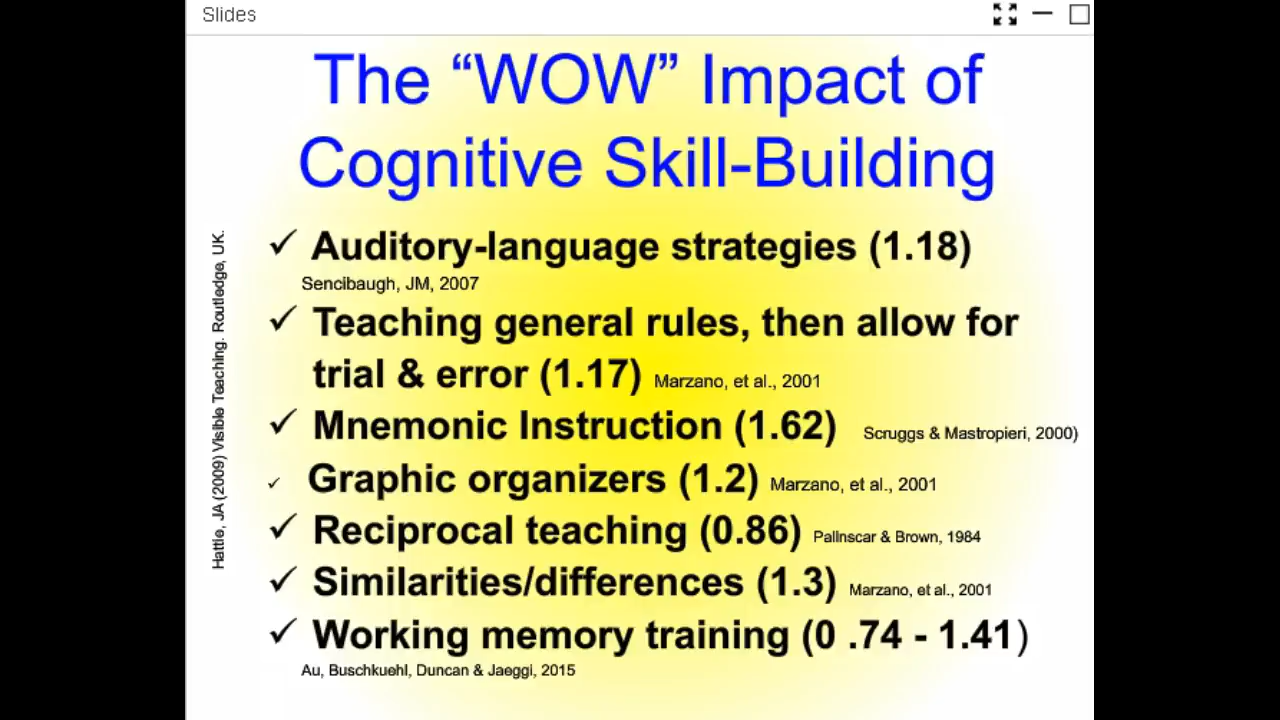 Slides
The “WOW” Impact of
Cognitive Skill-Building
✓ Auditory-language strategies (1.18)
Sencibaugh, JM, 2007
✓ Teaching general rules, then allow for
trial & error (1.17) Marzano, et al., 2001
✓ Mnemonic Instruction (1.62) Scruggs & Mastropieri, 2000)
✓ Graphic organizers (1.2) Marzano, et al., 2001
✓ Reciprocal teaching (0.86) Palinscar & Brown, 1984
✓ Similarities/differences (1.3) Marzano, et al., 2001
✓ Working memory training (0 .74 - 1.41)
Au, Buschkuehl, Duncan & Jaeggi, 2015
Hattie, JA (2009) Visible Teaching. Routledge, UK.